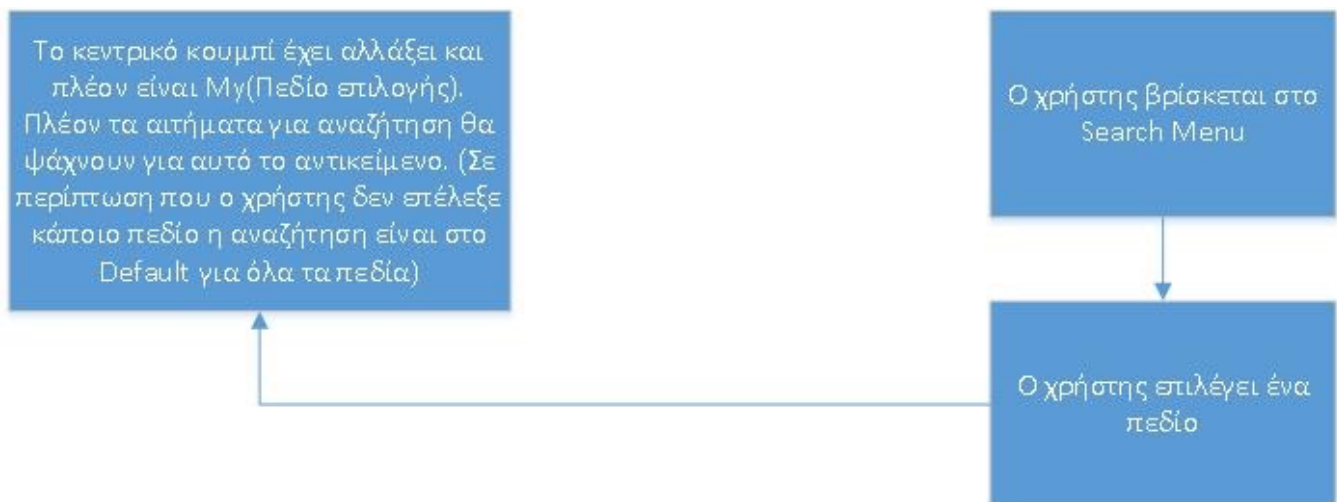 Το κεντρικό κουμπί έχει αλλάξει και
πλέον είναι My(Πεδίο επιλογής).
Πλέον τα αιτήματα για αναζήτηση θα
ψάχνουν για αυτό το αντικείμενο. (Σε
περίπτωση που ο χρήστης δεν επέλεξε
κάποιο πεδίο η αναζήτηση είναι στο
Default για όλα τα πεδία)
Ο χρήστης βρίσκεται στο
Search Menu
Ο χρήστης επιλέγει ένα
πεδίο